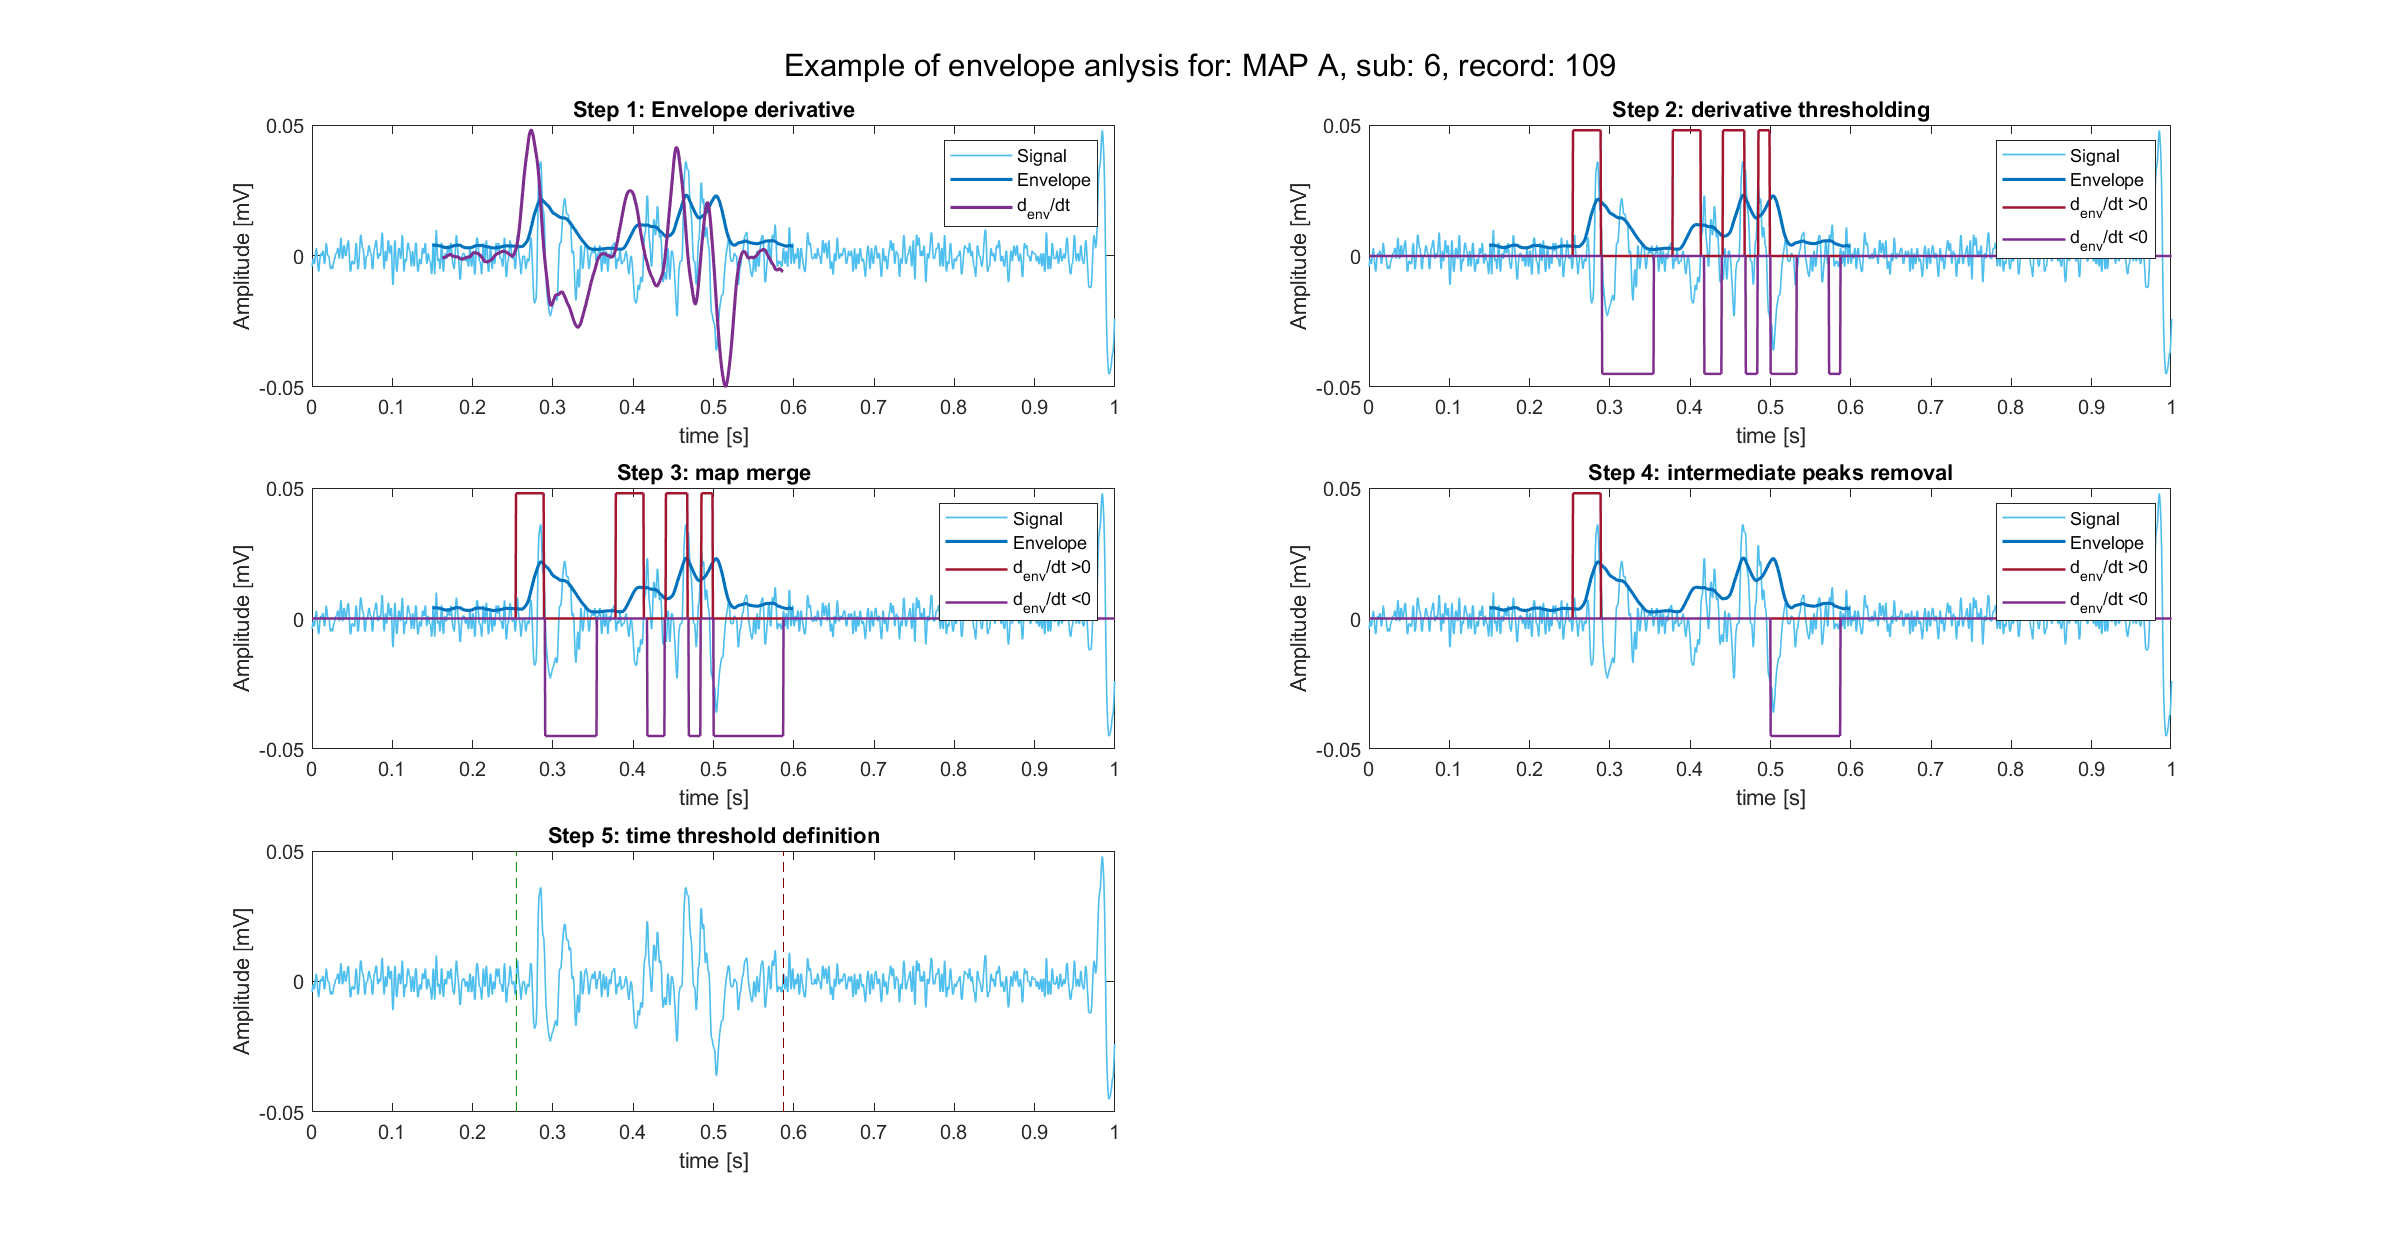 Example of envelope anlysis for: MAP A, sub: 6, record: 109
Step 1: Envelope derivative
0.05
0
-0.05
Amplitude [mV]
Signal
Envelope
d_env/dt
0 0.1 0.2 0.3 0.4 0.5 0.6 0.7 0.8 0.9 1
time [s]
Step 2: derivative thresholding
0.05
0
-0.05
Amplitude [mV]
Signal
Envelope
d_env/dt >0
d_env/dt <0
0 0.1 0.2 0.3 0.4 0.5 0.6 0.7 0.8 0.9 1
time [s]
Step 3: map merge
0.05
0
-0.05
Amplitude [mV]
Signal
Envelope
d_env/dt >0
d_env/dt <0
0 0.1 0.2 0.3 0.4 0.5 0.6 0.7 0.8 0.9 1
time [s]
Step 4: intermediate peaks removal
0.05
0
-0.05
Amplitude [mV]
Signal
Envelope
d_env/dt >0
d_env/dt <0
0 0.1 0.2 0.3 0.4 0.5 0.6 0.7 0.8 0.9 1
time [s]
Step 5: time threshold definition
0.05
0
-0.05
Amplitude [mV]
0 0.1 0.2 0.3 0.4 0.5 0.6 0.7 0.8 0.9 1
time [s]